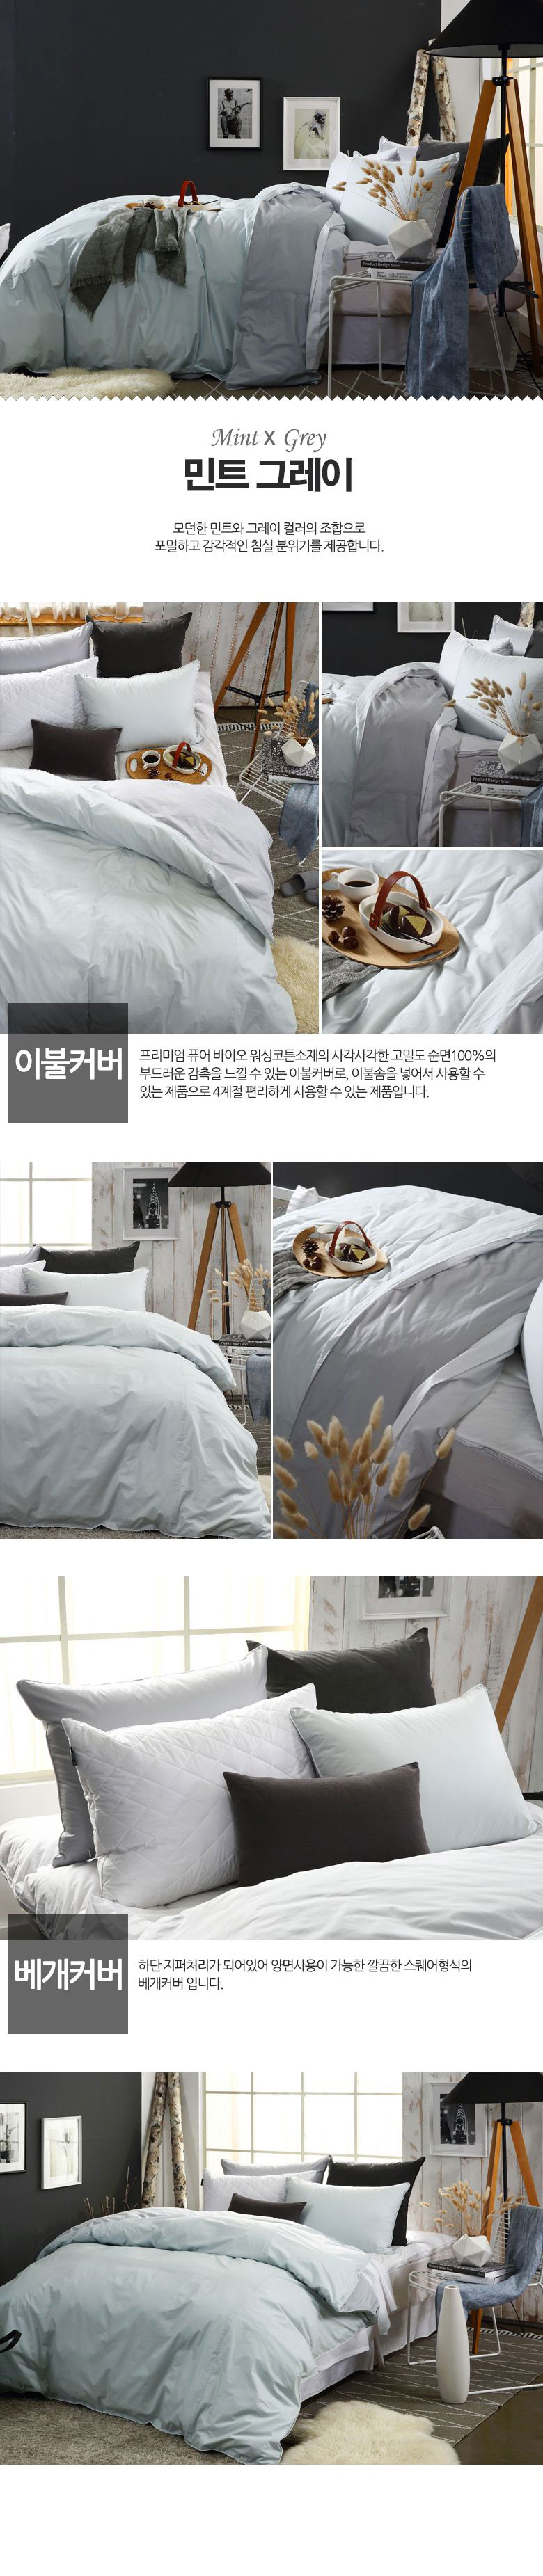 Mint X Grey
민트 그레이
모던한 민트와 그레이 컬러의 조합으로
포멀하고 감각적인 침실 분위기를 제공합니다.
이불커버
프리미엄 퓨어 바이오 워싱코튼소재의 사각사각한 고밀도 순면100%의
부드러운 감촉을 느낄 수 있는 이불커버로, 이불솜을 넣어서 사용할 수
있는 제품으로 4계절 편리하게 사용할 수 있는 제품입니다.
베개커버
하단 지퍼처리가 되어있어 양면사용이 가능한 깔끔한 스퀘어형식의
베개커버 입니다.